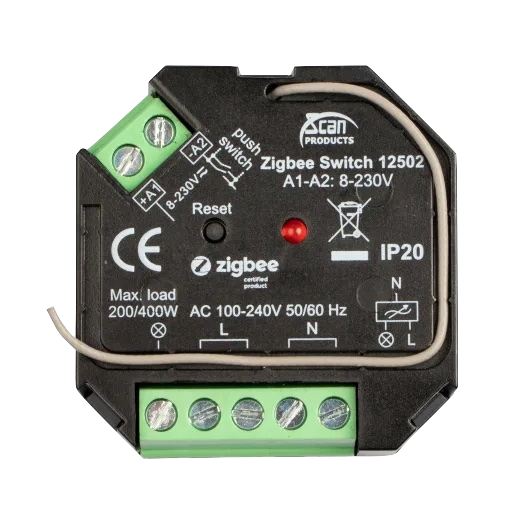 Scan
PRODUCTS
Zigbee Switch 12502
A1-A2: 8-230V
-A2
push
switch
+A1
8-230V
Reset
CE
zigbee
certified
product
IP20
Max. load
200/400W
AC 100-240V 50/60 Hz
L
N
N
L